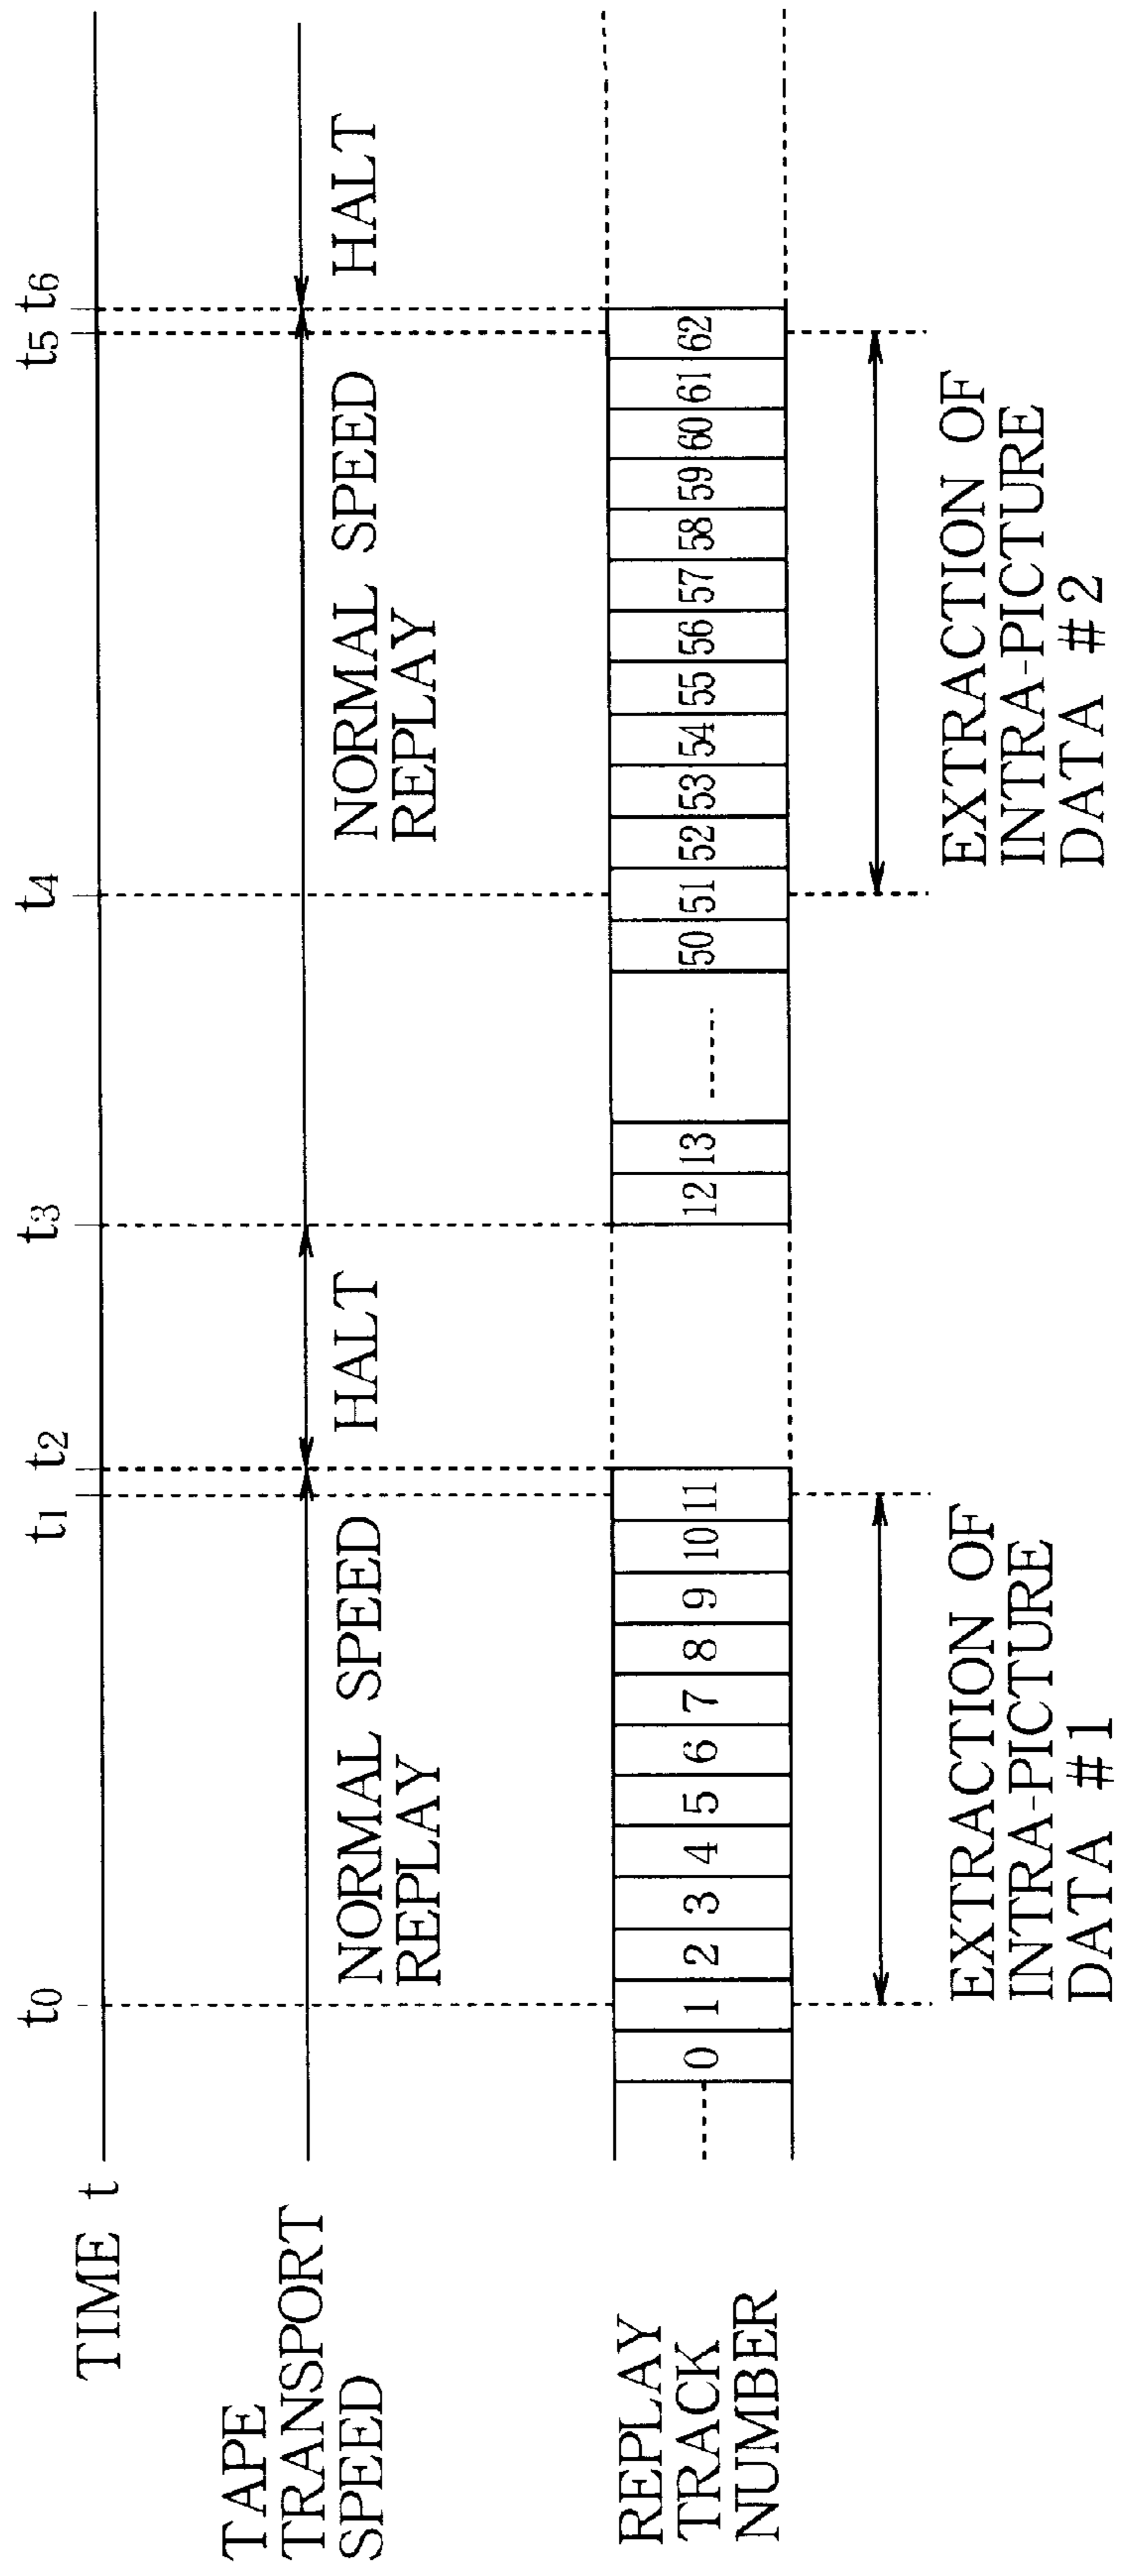 TIME t
t0
t1
t2
t3
t4
t5
t6
TAPE
TRANSPORT
SPEED
NORMAL SPEED
REPLAY
HALT
NORMAL SPEED
REPLAY
HALT
REPLAY
TRACK
NUMBER
0 1 2 3 4 5 6 7 8 9 10 11 12 13 50 51 52 53 54 55 56 57 58 59 60 61 62
EXTRACTION OF
INTRA-PICTURE
DATA #1
EXTRACTION OF
INTRA-PICTURE
DATA #2